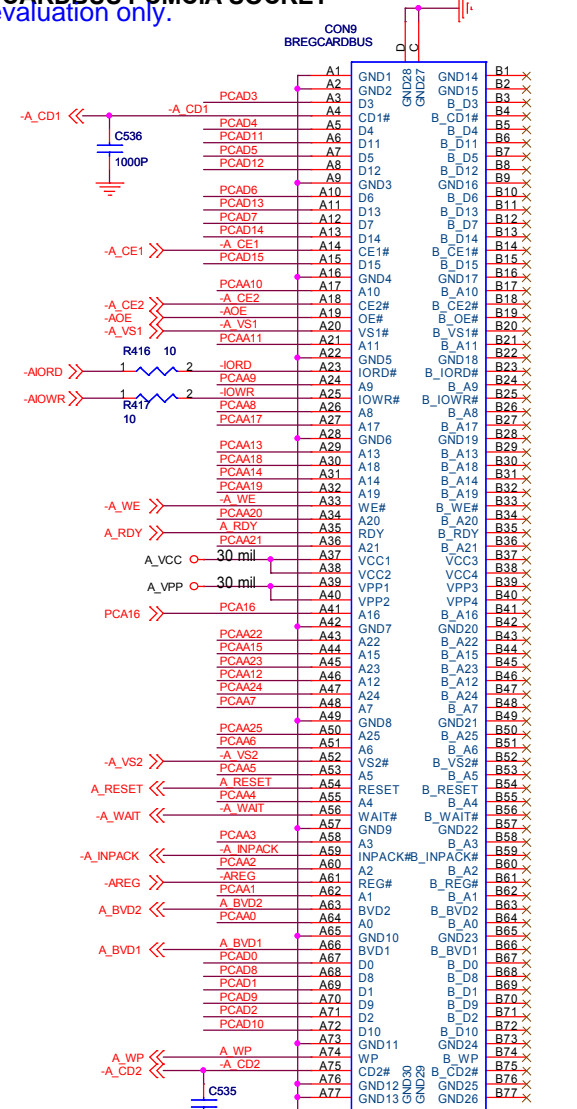 CARDBUS PCMCIA SOCKET
evaluation only.
CON9
BREGCARDBUS
D C
GND28 GND27
A1 GND1 GND14 B1
A2 GND2 GND15 B2
PCAD3 A3 D3 B_D3 B3
-A_CD1 -A_CD1 A4 CD1# B_CD1# B4
PCAD4 A5 D4 B_D4 B5
C536 PCAD11 A6 D11 B_D11 B6
PCAD5 A7 D5 B_D5 B7
1000P PCAD12 A8 D12 B_D12 B8
A9 GND3 GND16 B9
PCAD6 A10 D6 B_D6 B10
PCAD13 A11 D13 B_D13 B11
PCAD7 A12 D7 B_D7 B12
PCAD14 A13 D14 B_D14 B13
-A_CE1 -A_CE1 A14 CE1# B_CE1# B14
PCAD15 A15 D15 B_D15 B15
A16 GND4 GND17 B16
PCAA10 A17 A10 B_A10 B17
-A_CE2 -A_CE2 A18 CE2# B_CE2# B18
-AOE -AOE A19 OE# B_OE# B19
-A_VS1 -A_VS1 A20 VS1# B_VS1# B20
PCAA11 A21 A11 B_A11 B21
R416 10 A22 GND5 GND18 B22
-AIORD 1 2 -IORD A23 IORD# B_IORD# B23
PCAA9 A24 A9 B_A9 B24
-AIOWR 1 2 -IOWR A25 IOWR# B_IOWR# B25
R417 PCAA8 A26 A8 B_A8 B26
10 PCAA17 A27 A17 B_A17 B27
A28 GND6 GND19 B28
PCAA13 A29 A13 B_A13 B29
PCAA18 A30 A18 B_A18 B30
PCAA14 A31 A14 B_A14 B31
PCAA19 A32 A19 B_A19 B32
-A_WE -A_WE A33 WE# B_WE# B33
PCAA20 A34 A20 B_A20 B34
A_RDY A_RDY A35 RDY B_RDY B35
PCAA21 A36 A21 B_A21 B36
A_VCC 30 mil A37 VCC1 VCC3 B37
A38 VCC2 VCC4 B38
A_VPP 30 mil A39 VPP1 VPP3 B39
A40 VPP2 VPP4 B40
PCA16 PCA16 A41 A16 B_A16 B41
A42 GND7 GND20 B42
PCAA22 A43 A22 B_A22 B43
PCAA15 A44 A15 B_A15 B44
PCAA23 A45 A23 B_A23 B45
PCAA12 A46 A12 B_A12 B46
PCAA24 A47 A24 B_A24 B47
PCAA7 A48 A7 B_A7 B48
A49 GND8 GND21 B49
PCAA25 A50 A25 B_A25 B50
PCAA6 A51 A6 B_A6 B51
-A_VS2 -A_VS2 A52 VS2# B_VS2# B52
PCAA5 A53 A5 B_A5 B53
A_RESET A_RESET A54 RESET B_RESET B54
PCAA4 A55 A4 B_A4 B55
-A_WAIT -A_WAIT A56 WAIT# B_WAIT# B56
A57 GND9 GND22 B57
PCAA3 A58 A3 B_A3 B58
-A_INPACK -A_INPACK A59 INPACK# B_INPACK# B59
PCAA2 A60 A2 B_A2 B60
-AREG -AREG A61 REG# B_REG# B61
PCAA1 A62 A1 B_A1 B62
A_BVD2 A_BVD2 A63 BVD2 B_BVD2 B63
PCAA0 A64 A0 B_A0 B64
A65 GND10 GND23 B65
A_BVD1 A_BVD1 A66 BVD1 B_BVD1 B66
PCAD0 A67 D0 B_D0 B67
PCAD8 A68 D8 B_D8 B68
PCAD1 A69 D1 B_D1 B69
PCAD9 A70 D9 B_D9 B70
PCAD2 A71 D2 B_D2 B71
PCAD10 A72 D10 B_D10 B72
A73 GND11 GND24 B73
A_WP A_WP A74 WP B_WP B74
-A_CD2 -A_CD2 A75 CD2# B_CD2# B75
A76 GND12 GND25 B76
C535 A77 GND13 GND26 B77
GND30 GND29